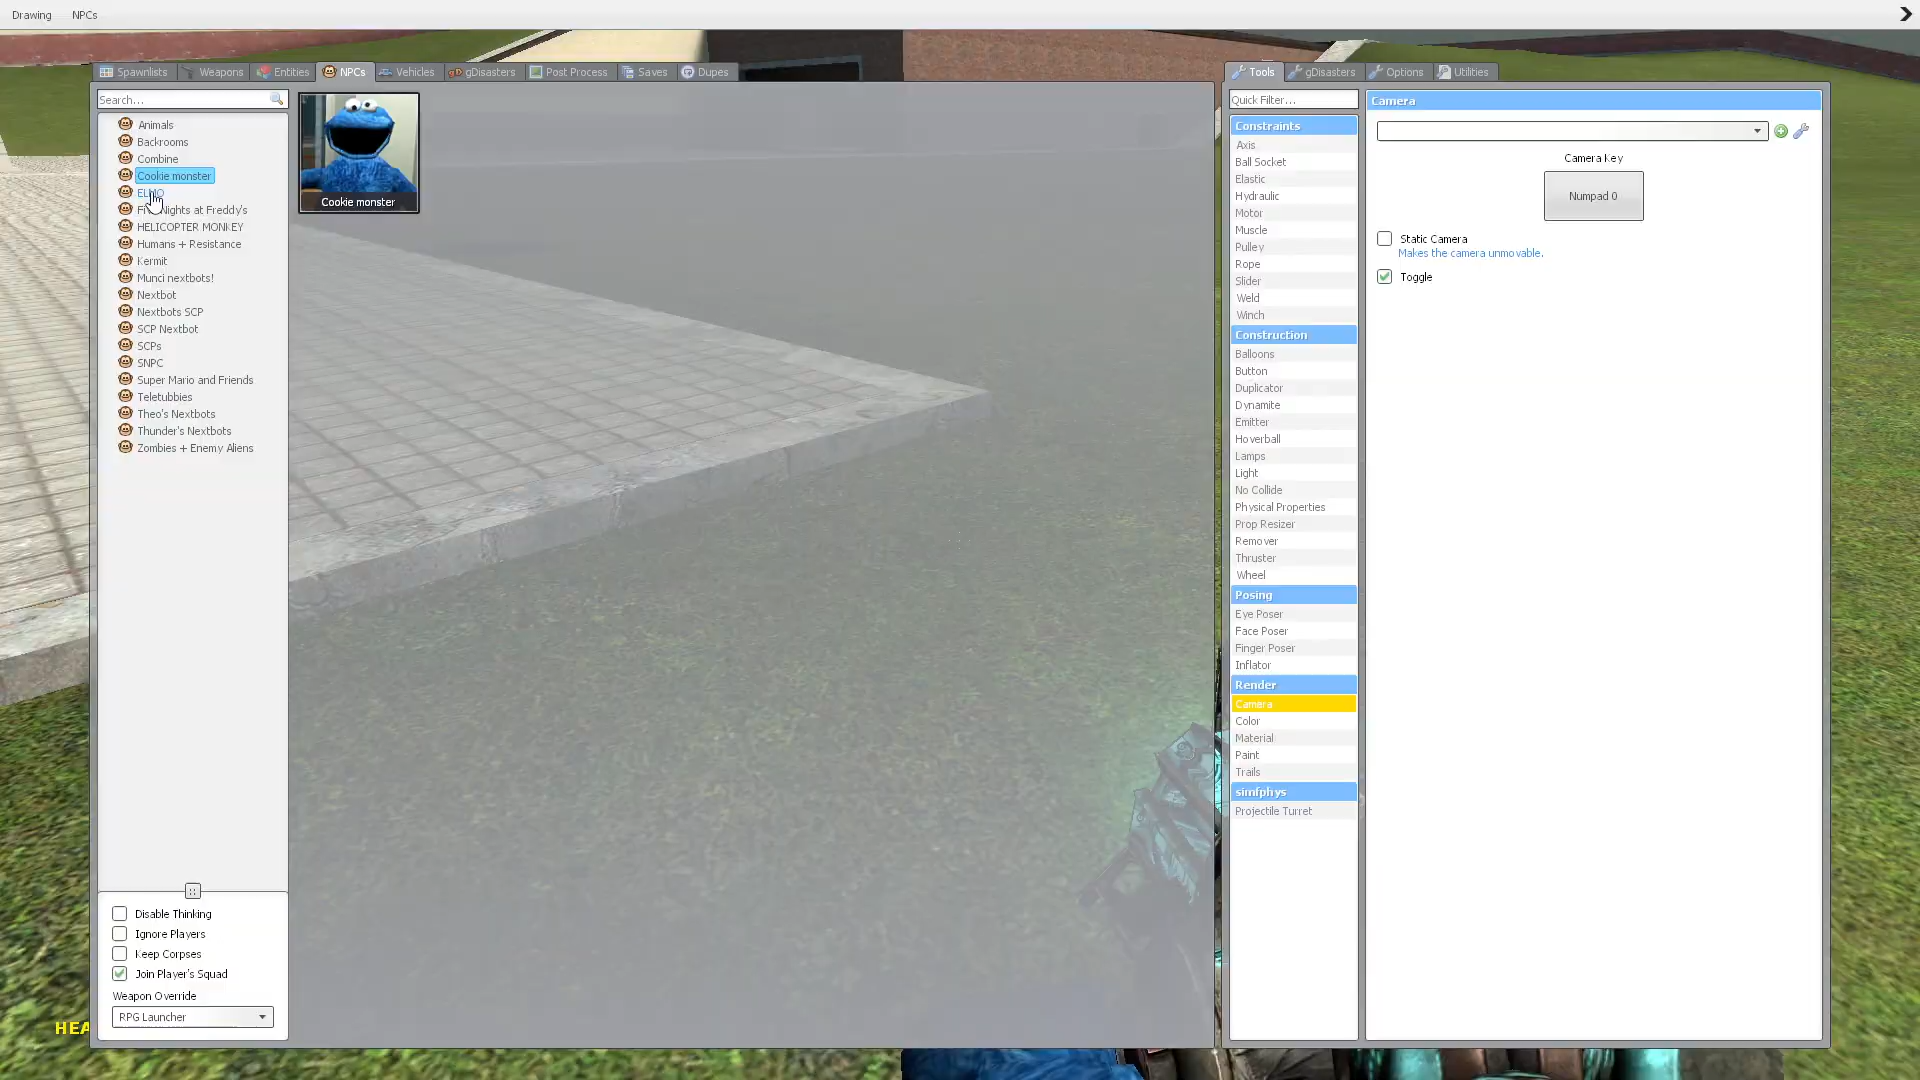 Drawing NPCs
Spawnlists Weapons Entities NPCs Vehicles gDisasters Post Process Saves Dupes
Search...
Animals
Backrooms
Combine
Cookie monster
ELMO
Five Nights at Freddy's
HELICOPTER MONKEY
Humans + Resistance
Kermit
Munci nextbots!
Nextbot
Nextbots SCP
SCP Nextbot
SCPs
SNPC
Super Mario and Friends
Teletubbies
Theo's Nextbots
Thunder's Nextbots
Zombies + Enemy Aliens
Cookie monster
Disable Thinking
Ignore Players
Keep Corpses
Join Player's Squad
Weapon Override
RPG Launcher
HEA
Tools gDisasters Options Utilities
Quick Filter...
Constraints
Axis
Ball Socket
Elastic
Hydraulic
Motor
Muscle
Pulley
Rope
Slider
Weld
Winch
Construction
Balloons
Button
Duplicator
Dynamite
Emitter
Hoverball
Lamps
Light
No Collide
Physical Properties
Prop Resizer
Remover
Thruster
Wheel
Posing
Eye Poser
Face Poser
Finger Poser
Inflator
Render
Camera
Color
Material
Paint
Trails
simfphys
Projectile Turret
Camera
Camera Key
Numpad 0
Static Camera
Makes the camera unmovable.
Toggle